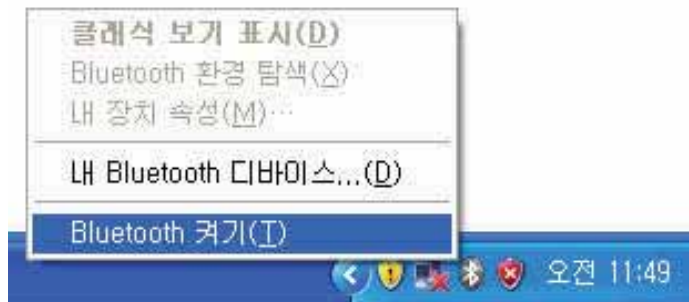 클래식 보기 표시(D)
Bluetooth 환경 탐색(X)
내 장치 속성(M)...
내 Bluetooth 디바이스...(D)
Bluetooth 켜기(T)
오전 11:49